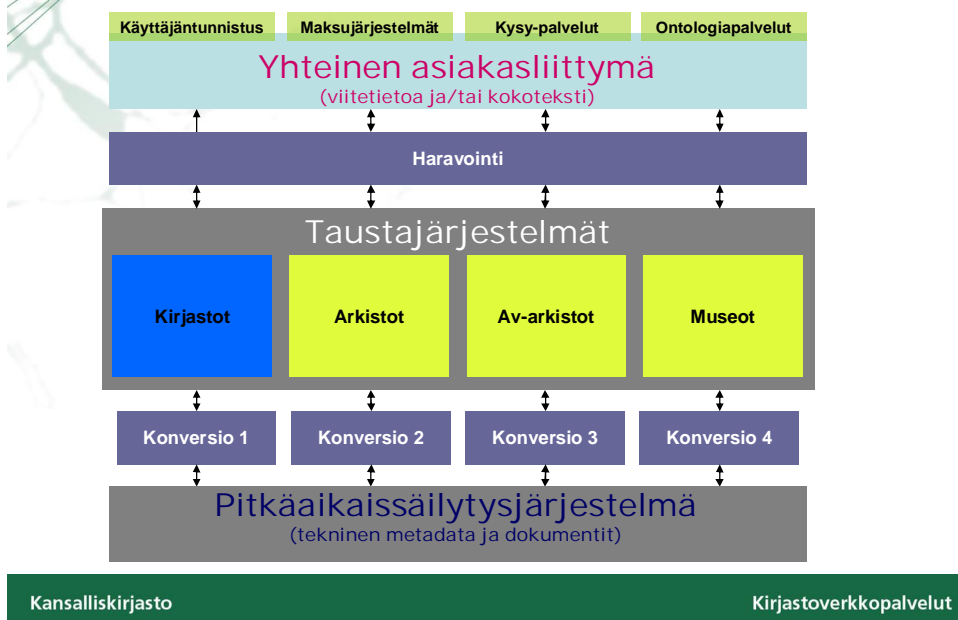 Käyttäjäntunnistus Maksujärjestelmät Kysy-palvelut Ontologiapalvelut
Yhteinen asiakasliittymä
(viitetietoa ja/tai kokoteksti)
Haravointi
Taustajärjestelmät
Kirjastot Arkistot Av-arkistot Museot
Konversio 1 Konversio 2 Konversio 3 Konversio 4
Pitkäaikaissäilytysjärjestelmä
(tekninen metadata ja dokumentit)
Kansalliskirjasto Kirjastoverkkopalvelut